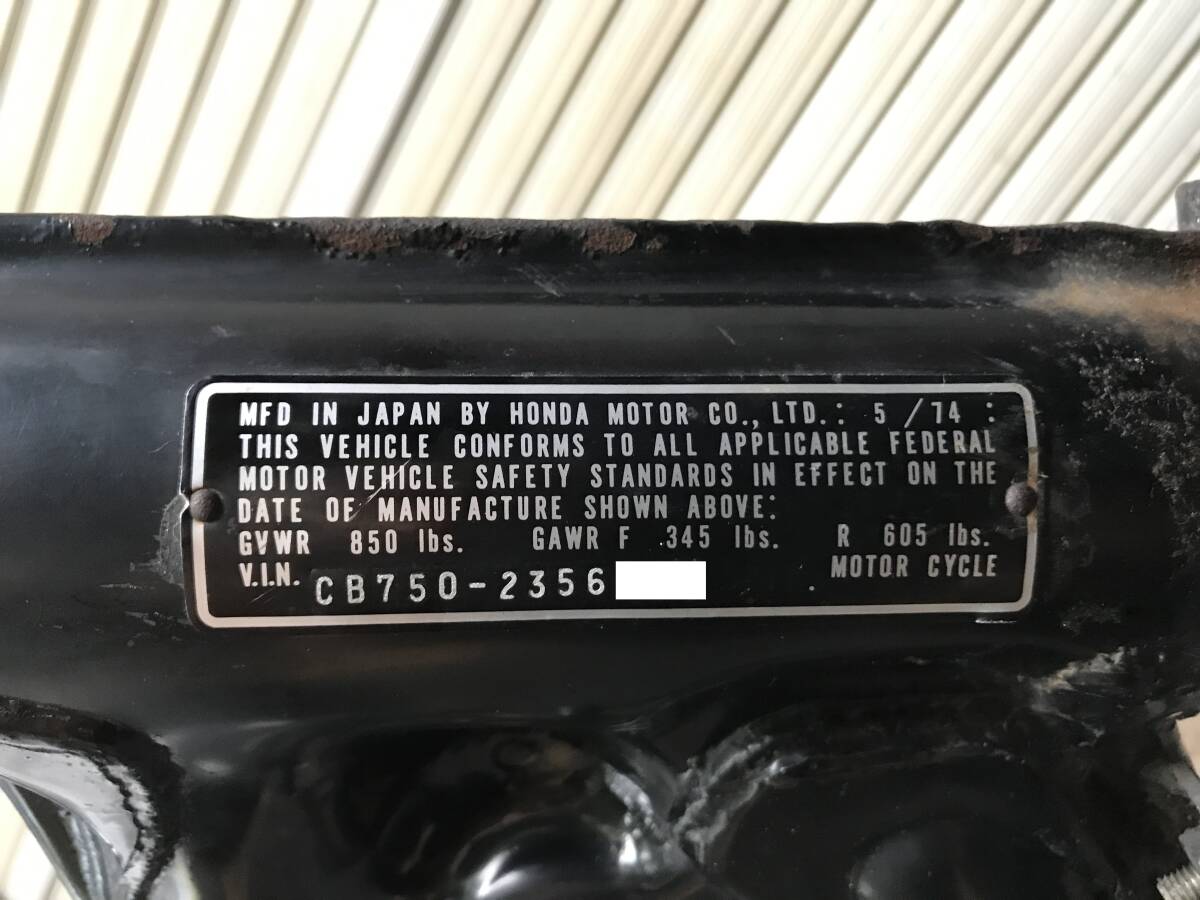 MFD IN JAPAN BY HONDA MOTOR CO., LTD.: 5 /74 :
THIS VEHICLE CONFORMS TO ALL APPLICABLE FEDERAL
MOTOR VEHICLE SAFETY STANDARDS IN EFFECT ON THE
DATE OF MANUFACTURE SHOWN ABOVE:
GVWR 850 lbs. GAWR F 345 lbs. R 605 lbs.
V.I.N. CB750-2356 MOTOR CYCLE